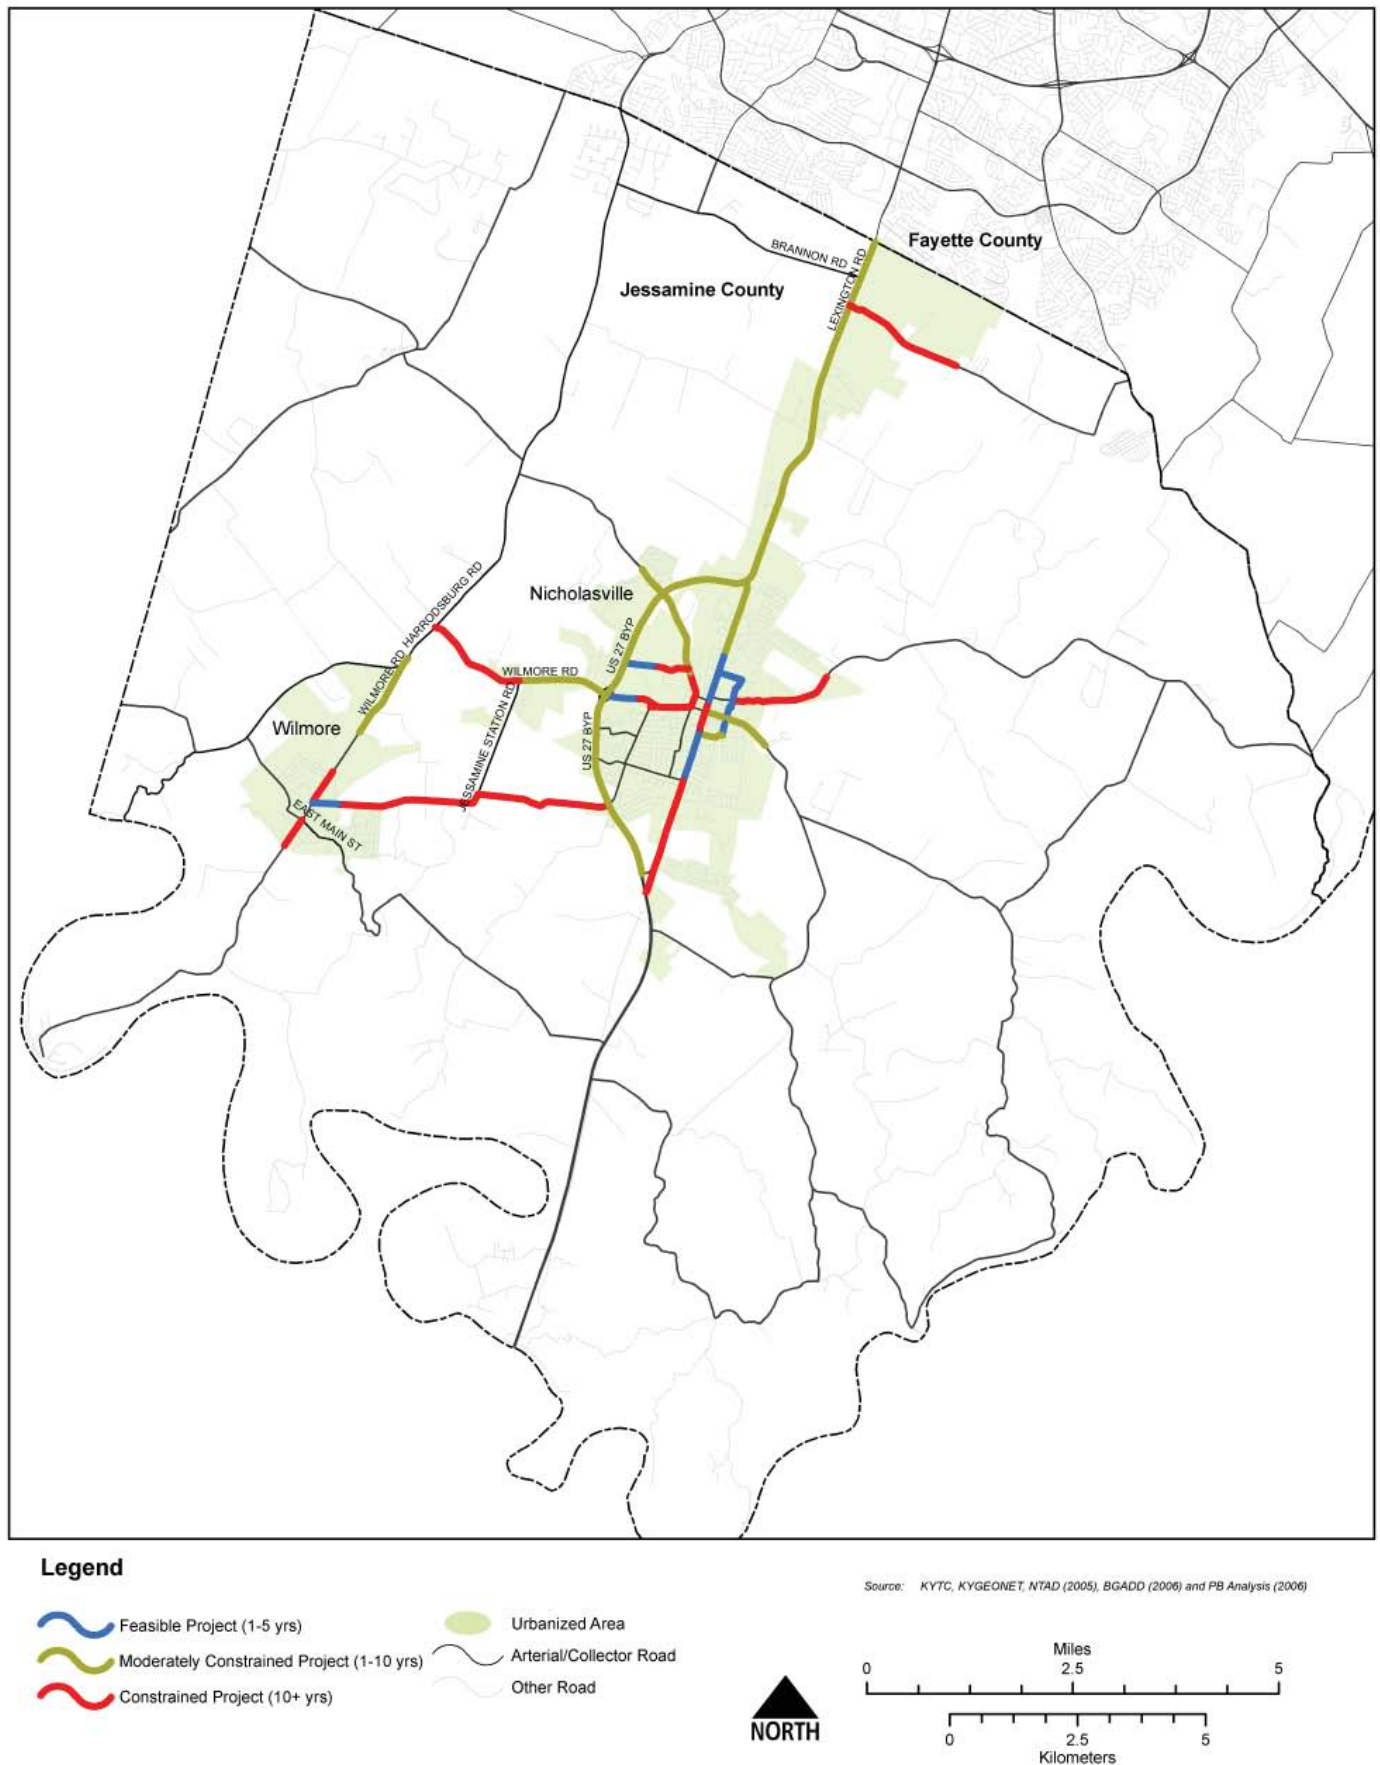 Fayette County
BRANNON RD
LEXINGTON RD
Jessamine County
HARRODSBURG RD
Nicholasville
US 27 BYP
WILMORE RD
WILMORE RD
JESSAMINE STATION RD
US 27 BYP
Wilmore
EAST MAIN ST
Legend
Feasible Project (1-5 yrs)
Moderately Constrained Project (1-10 yrs)
Constrained Project (10+ yrs)
Urbanized Area
Arterial/Collector Road
Other Road
Source: KYTC, KYGEONET, NTAD (2005), BGADD (2006) and PB Analysis (2006)
NORTH
Miles
0 2.5 5
0 2.5 5
Kilometers